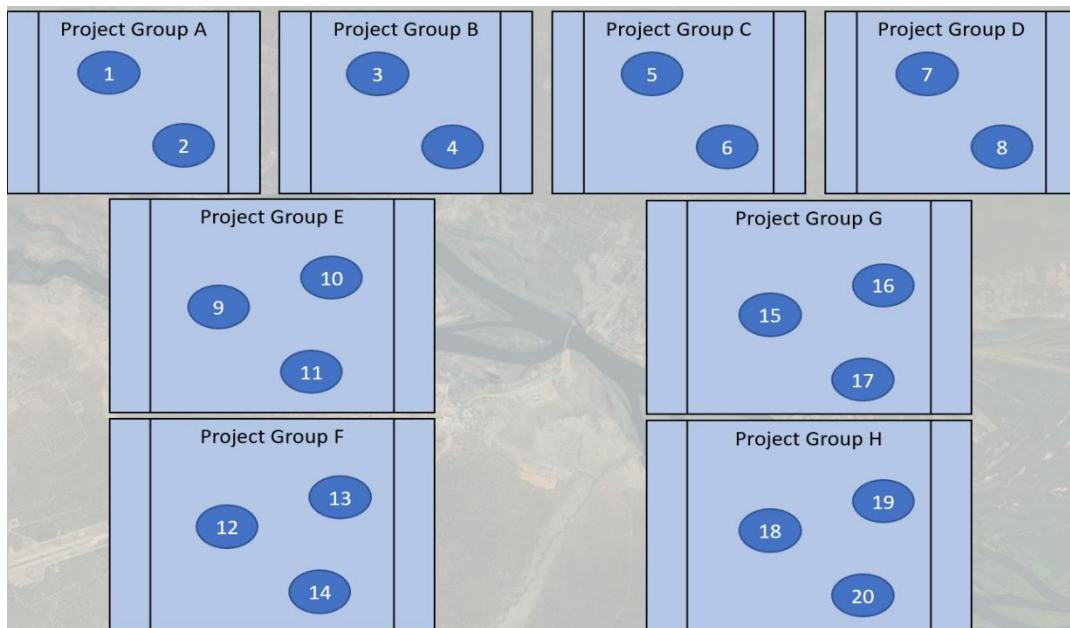 Project Group A
1
2
Project Group B
3
4
Project Group C
5
6
Project Group D
7
8
Project Group E
10
9
11
Project Group G
16
15
17
Project Group F
13
12
14
Project Group H
19
18
20